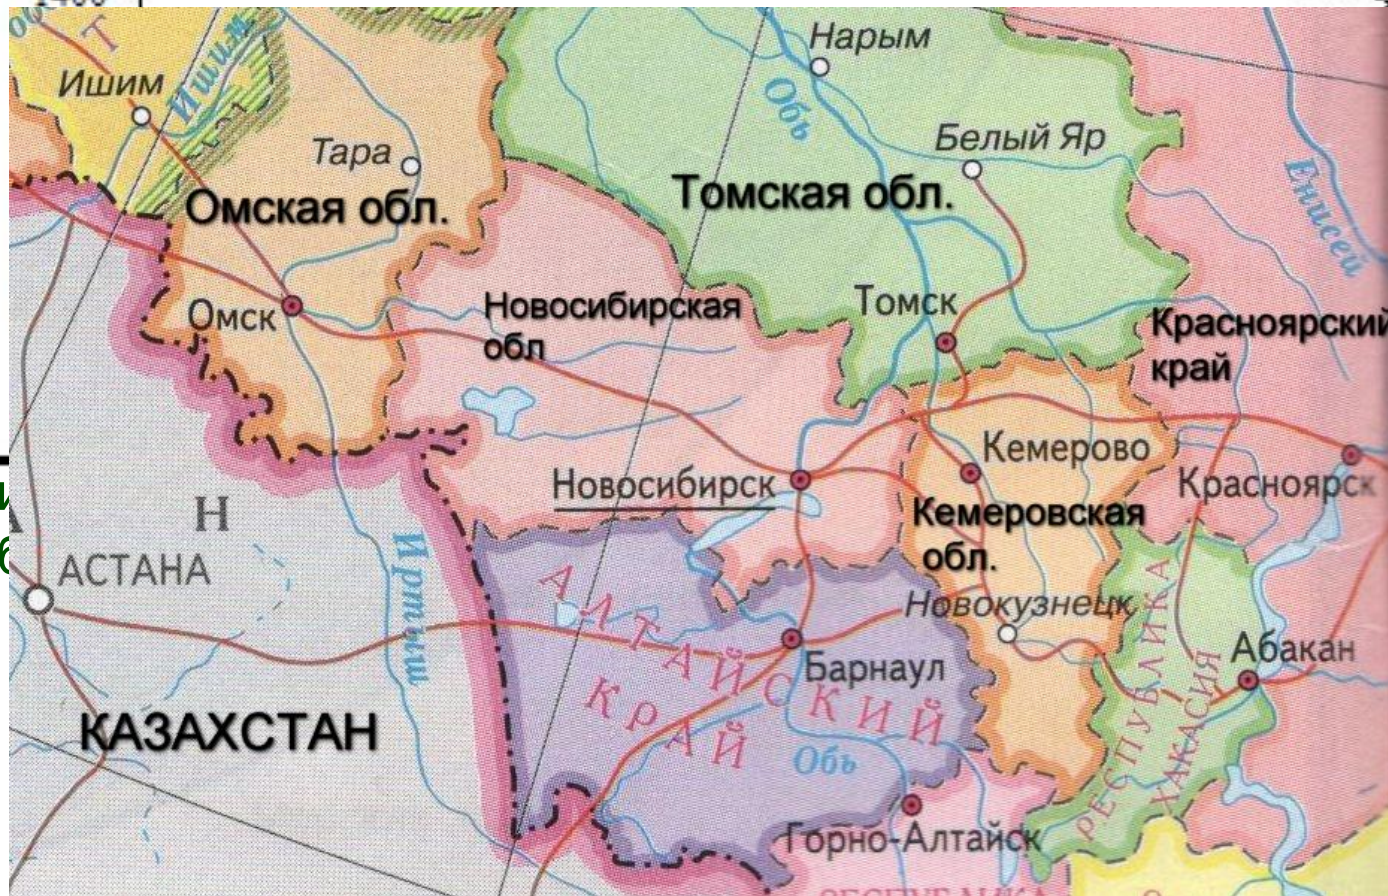 Нарым
Ишим
Ишим
Обь
Белый Яр
Тара
Енисей
Томская обл.
Омская обл.
Томск
Новосибирская
обл
Омск
Красноярский
край
Кемерово
Новосибирск
Красноярск
Кемеровская
обл.
Н
Иртыш
АСТАНА
Новокузнецк
АЛТАЙСКИЙ
КРАЙ
РЕСПУБЛИКА
ХАКАСИЯ
Барнаул
Абакан
КАЗАХСТАН
Обь
Горно-Алтайск